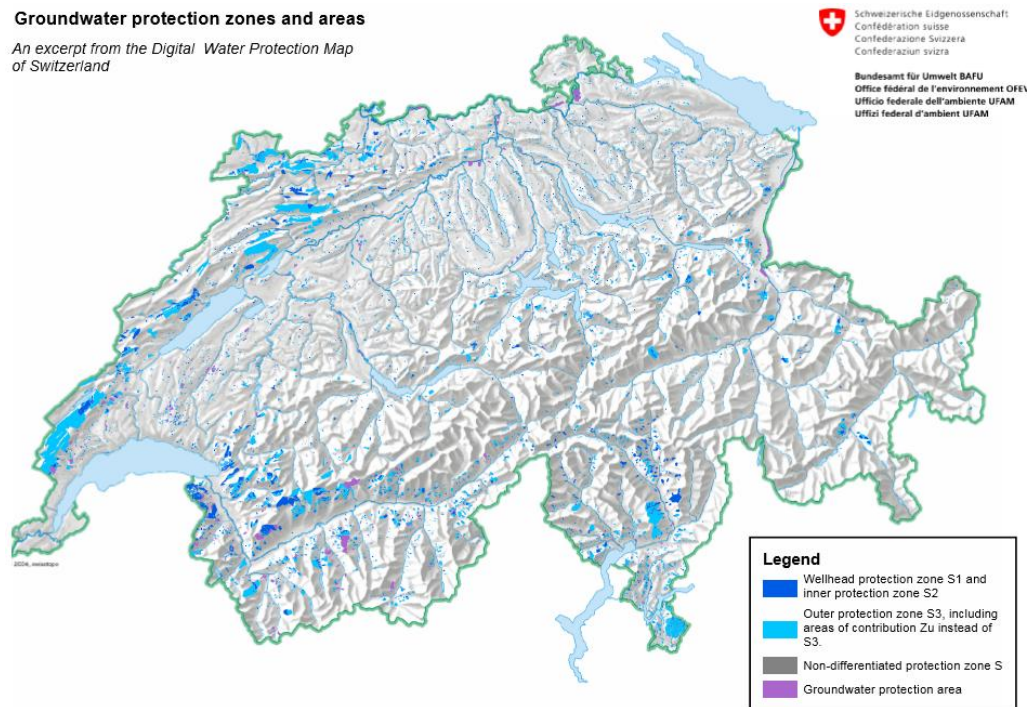 Groundwater protection zones and areas
An excerpt from the Digital Water Protection Map
of Switzerland
Schweizerische Eidgenossenschaft
Confédération suisse
Confederazione Svizzera
Confederaziun svizra
Bundesamt für Umwelt BAFU
Office fédéral de l'environnement OFEV
Ufficio federale dell'ambiente UFAM
Uffizi federal d'ambient UFAM
2004, swisstopo
Legend
Wellhead protection zone S1 and
inner protection zone S2
Outer protection zone S3, including
areas of contribution Zu instead of
S3.
Non-differentiated protection zone S
Groundwater protection area